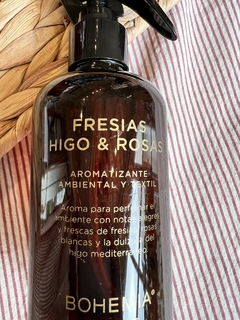 FRESIAS
HIGO & ROSAS
AROMATIZANTE
AMBIENTAL Y TEXTIL
Aroma para perfumar el
ambiente con notas alegres
y frescas de fresias, rosas
blancas y la dulzura del
higo mediterráneo.
BOHEMIA